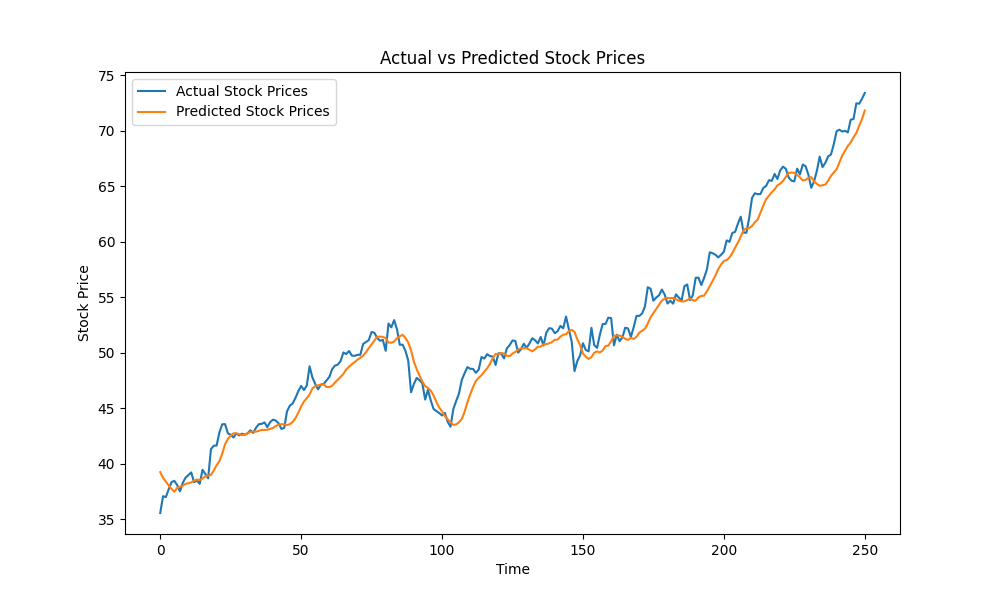 Actual vs Predicted Stock Prices
Actual Stock Prices
Predicted Stock Prices
Stock Price
75
70
65
60
55
50
45
40
35
0 50 100 150 200 250
Time